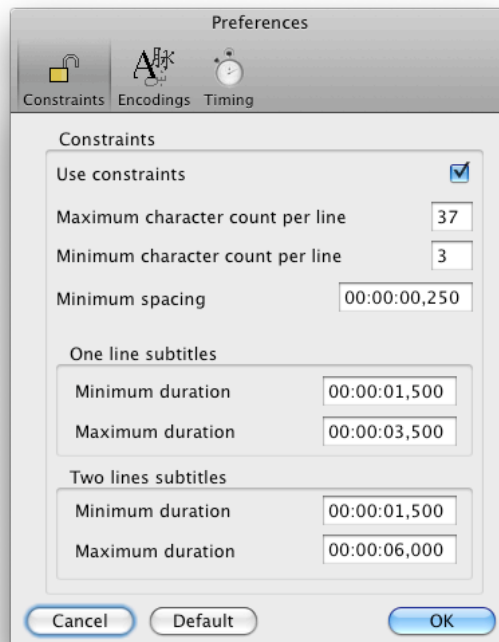 Preferences
Constraints Encodings Timing
Constraints
Use constraints
Maximum character count per line 37
Minimum character count per line 3
Minimum spacing 00:00:00,250
One line subtitles
Minimum duration 00:00:01,500
Maximum duration 00:00:03,500
Two lines subtitles
Minimum duration 00:00:01,500
Maximum duration 00:00:06,000
Cancel Default OK